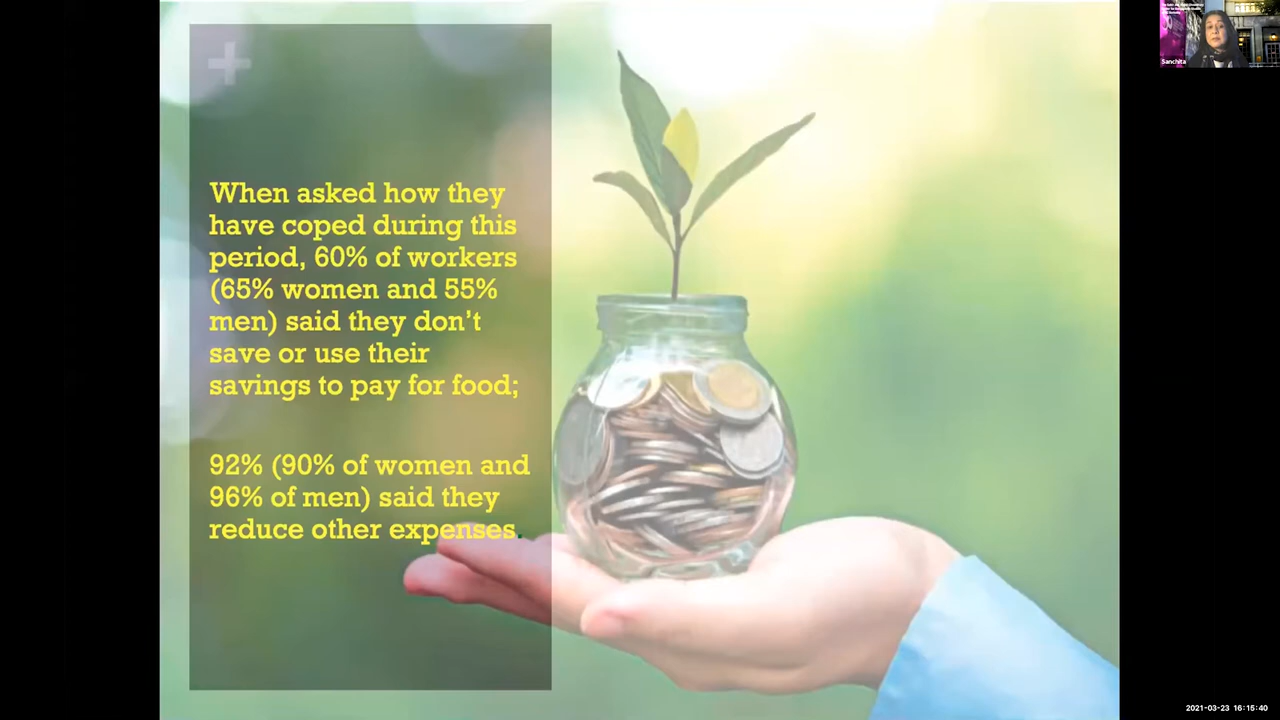 When asked how they
have coped during this
period, 60% of workers
(65% women and 55%
men) said they don't
save or use their
savings to pay for food;
92% (90% of women and
96% of men) said they
reduce other expenses.
Sanchita
2021-03-23 16:15:40